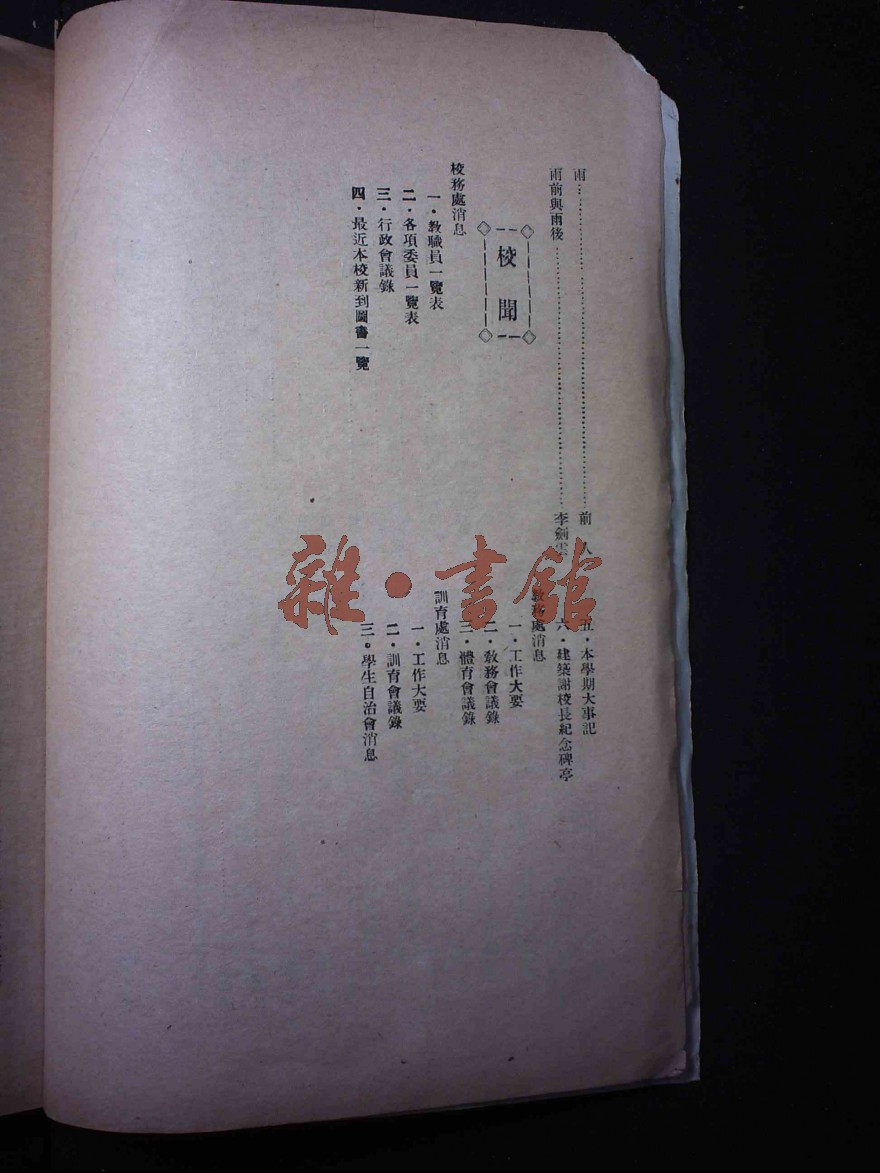 雨……………………………………前人
雨前與雨後……………………………………李劍雲
校聞
校務處消息
一・敎職員一覽表
二・各項委員一覽表
三・行政會議錄
四・最近本校新到圖書一覽
五・本學期大事記
六・建築謝校長紀念碑亭
敎務處消息
一・工作大要
二・敎務會議錄
三・體育會議錄
訓育處消息
一・工作大要
二・訓育會議錄
三・學生自治會消息
雜・書館